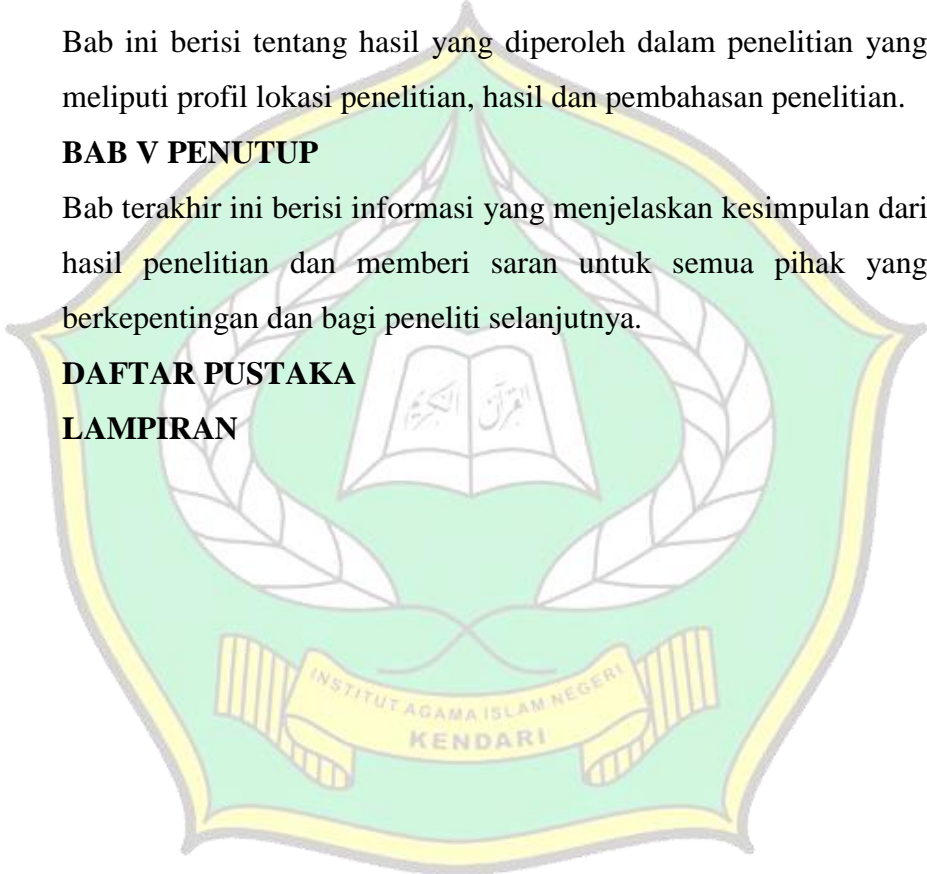 Bab ini berisi tentang hasil yang diperoleh dalam penelitian yang
meliputi profil lokasi penelitian, hasil dan pembahasan penelitian.
BAB V PENUTUP
Bab terakhir ini berisi informasi yang menjelaskan kesimpulan dari
hasil penelitian dan memberi saran untuk semua pihak yang
berkepentingan dan bagi peneliti selanjutnya.
DAFTAR PUSTAKA
LAMPIRAN
القرآن الكريم
INSTITUT AGAMA ISLAM NEGERI
KENDARI